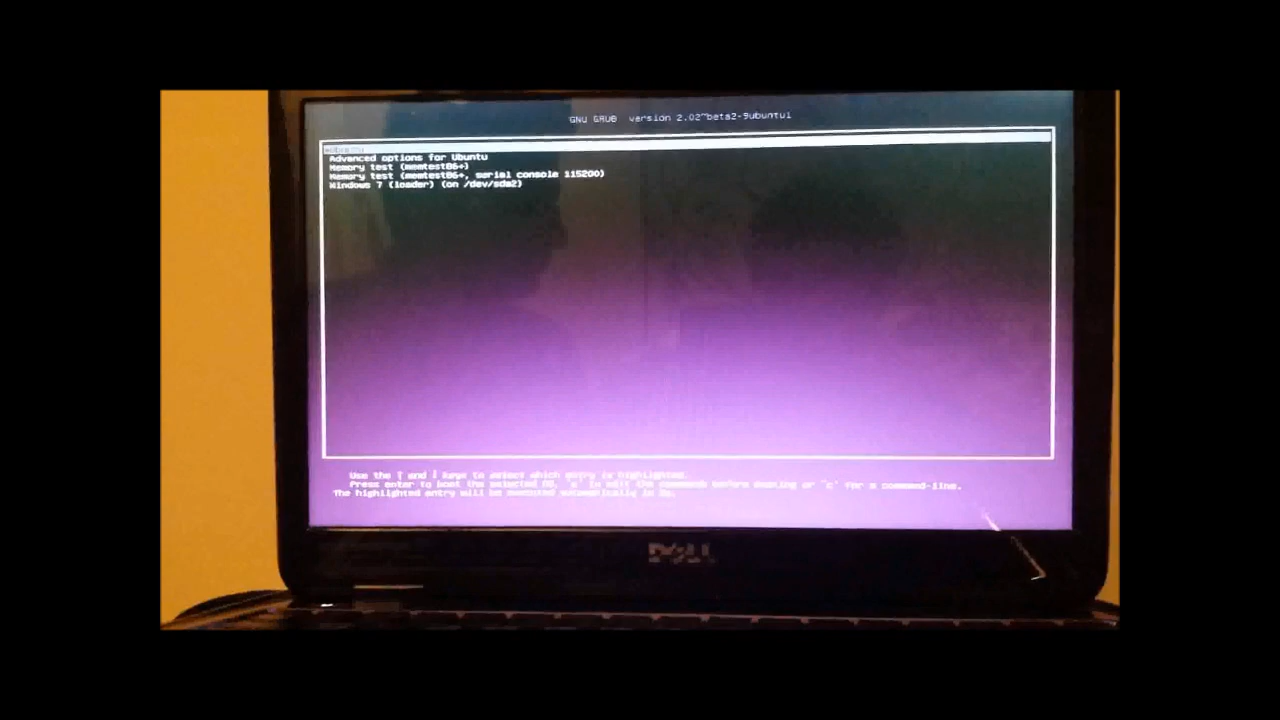 GNU GRUB version 2.02~beta2-9ubuntu1
*Ubuntu
Advanced options for Ubuntu
Memory test (memtest86+)
Memory test (memtest86+, serial console 115200)
Windows 7 (loader) (on /dev/sda2)
Use the ↑ and ↓ keys to select which entry is highlighted.
Press enter to boot the selected OS, `e' to edit the commands before booting or `c' for a command-line.
The highlighted entry will be executed automatically in
DELL